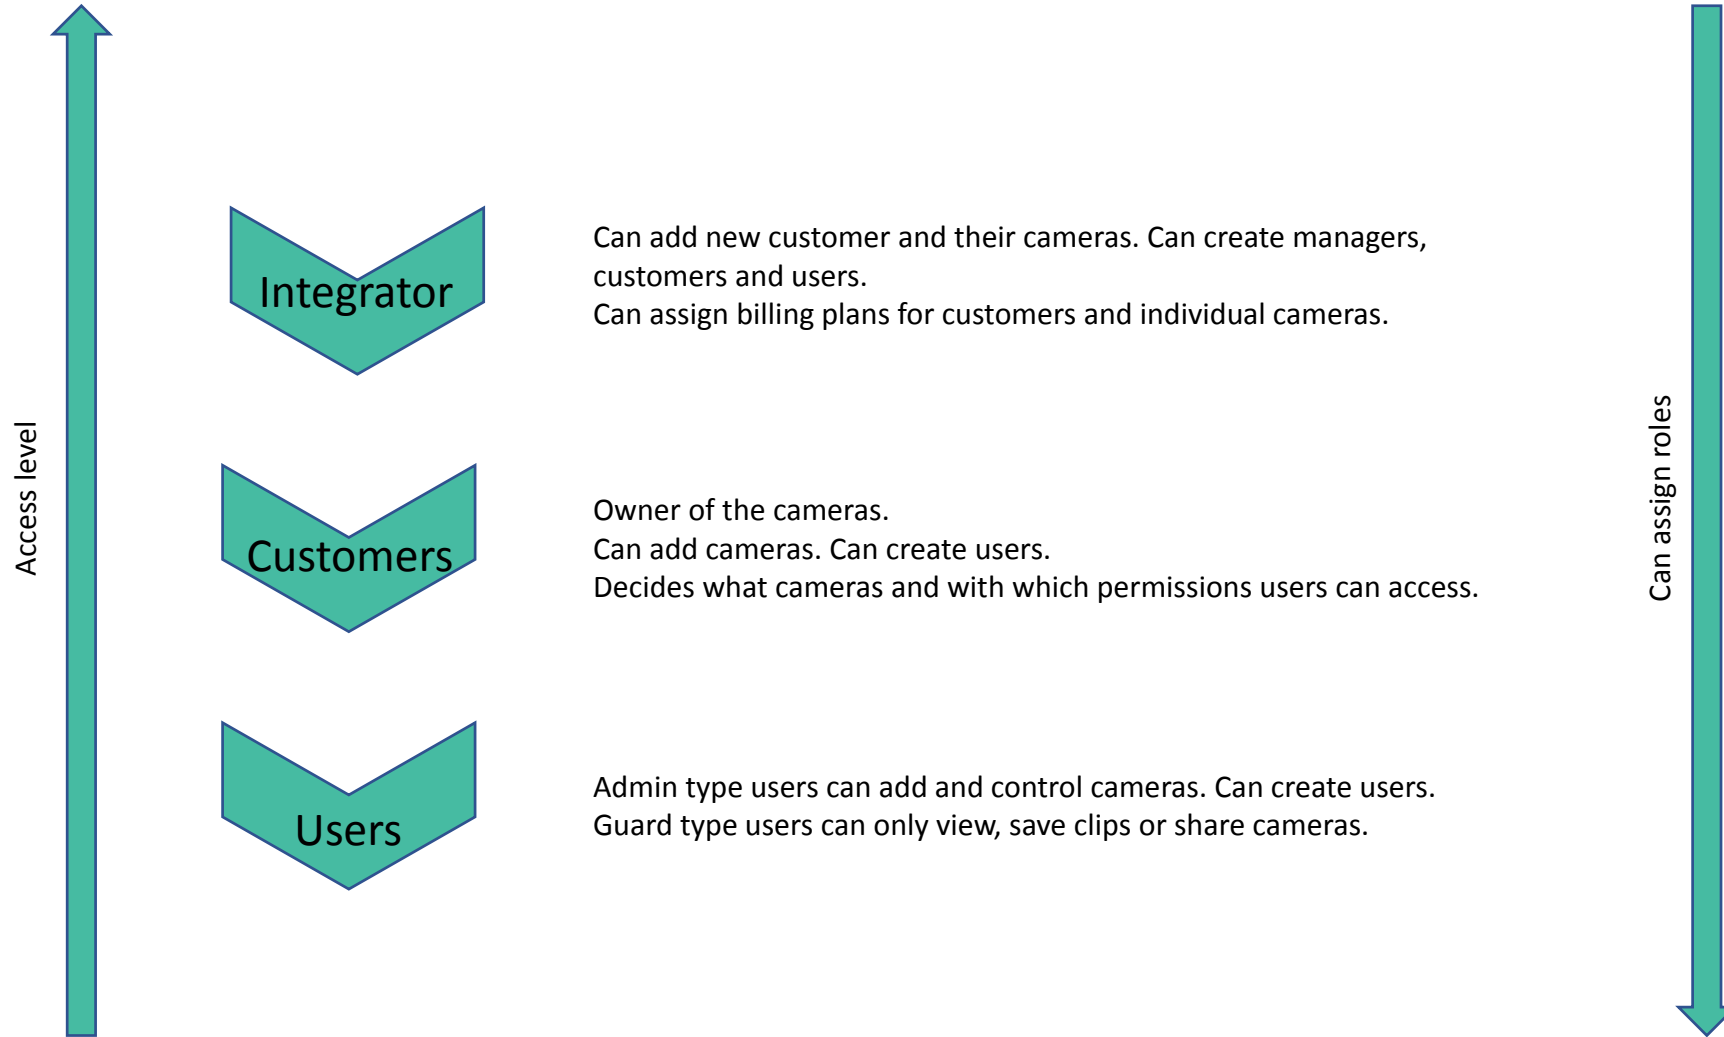 Access level
Integrator
Can add new customer and their cameras. Can create managers,
customers and users.
Can assign billing plans for customers and individual cameras.
Customers
Owner of the cameras.
Can add cameras. Can create users.
Decides what cameras and with which permissions users can access.
Users
Admin type users can add and control cameras. Can create users.
Guard type users can only view, save clips or share cameras.
Can assign roles